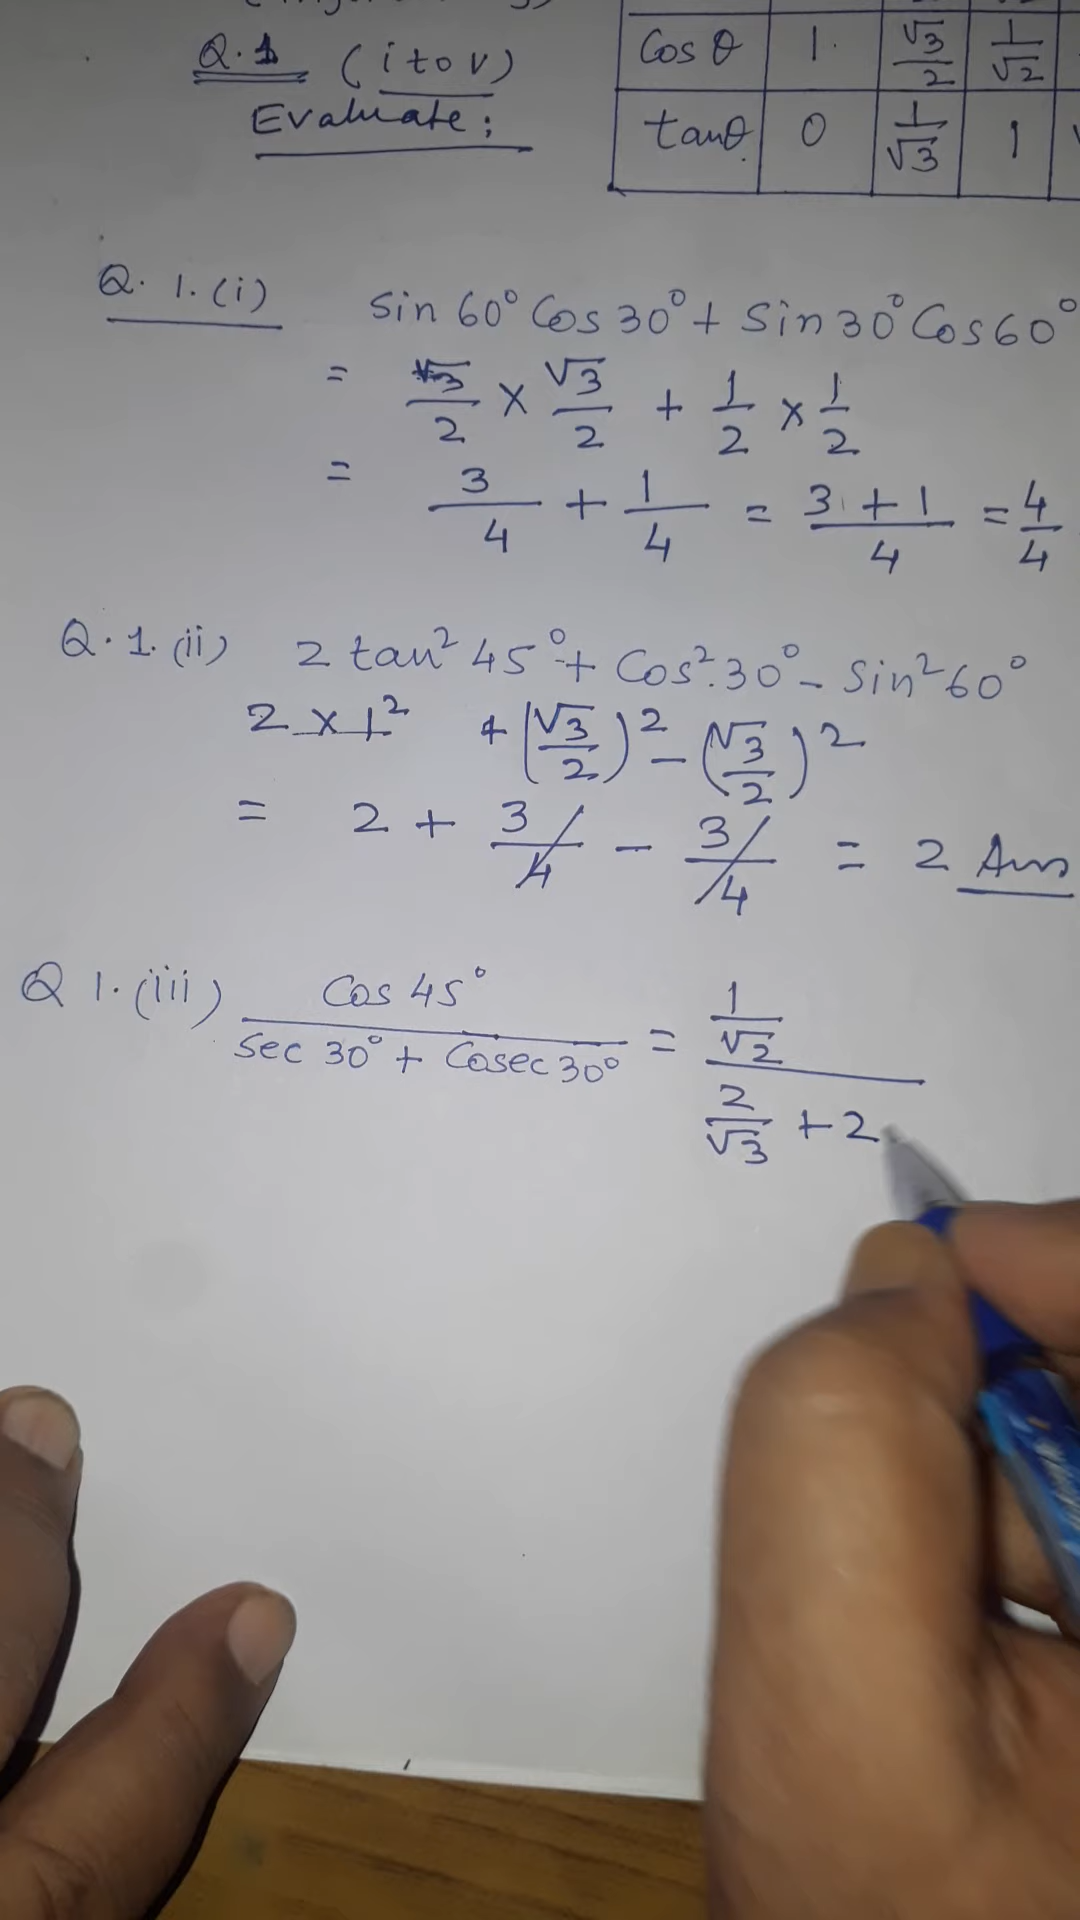 Q.1 (i to v)
Evaluate:
Cosθ 1 √3/2 1/√2
tanθ 0 1/√3 1
Q. 1. (i) Sin 60° Cos 30° + Sin 30° Cos 60°
= √3/2 × √3/2 + 1/2 × 1/2
= 3/4 + 1/4 = 3+1/4 = 4/4
Q. 1. (ii) 2 tan² 45° + Cos² 30° - Sin² 60°
2 × 1² + (√3/2)² - (√3/2)²
= 2 + 3/4 - 3/4 = 2 Ans
Q 1. (iii) Cos 45° / Sec 30° + Cosec 30° = 1/√2 / 2/√3 + 2